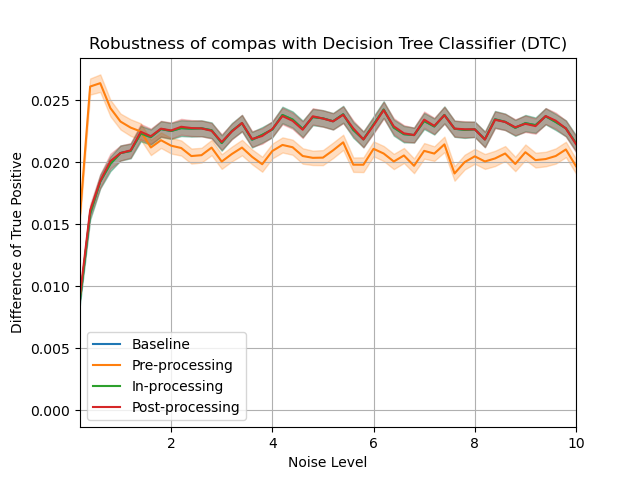 Robustness of compas with Decision Tree Classifier (DTC)
Difference of True Positive
0.025
0.020
0.015
0.010
0.005
0.000
Baseline
Pre-processing
In-processing
Post-processing
2 4 6 8 10
Noise Level